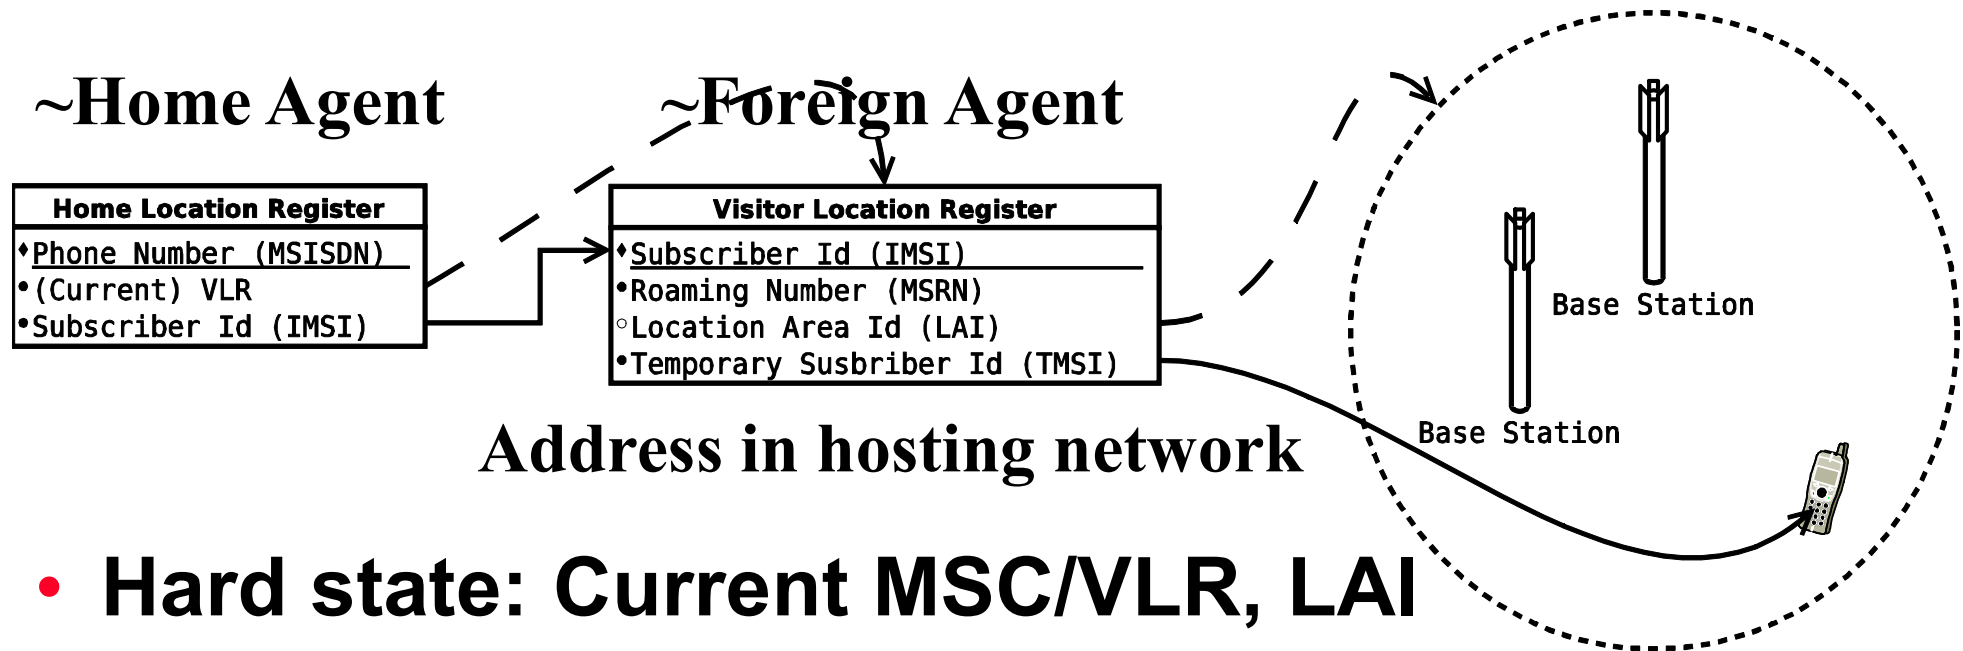 ~Home Agent
~Foreign Agent
Home Location Register
♦Phone Number (MSISDN)
•(Current) VLR
•Subscriber Id (IMSI)
Visitor Location Register
♦Subscriber Id (IMSI)
•Roaming Number (MSRN)
○Location Area Id (LAI)
•Temporary Susbriber Id (TMSI)
Base Station
Base Station
Address in hosting network
• Hard state: Current MSC/VLR, LAI